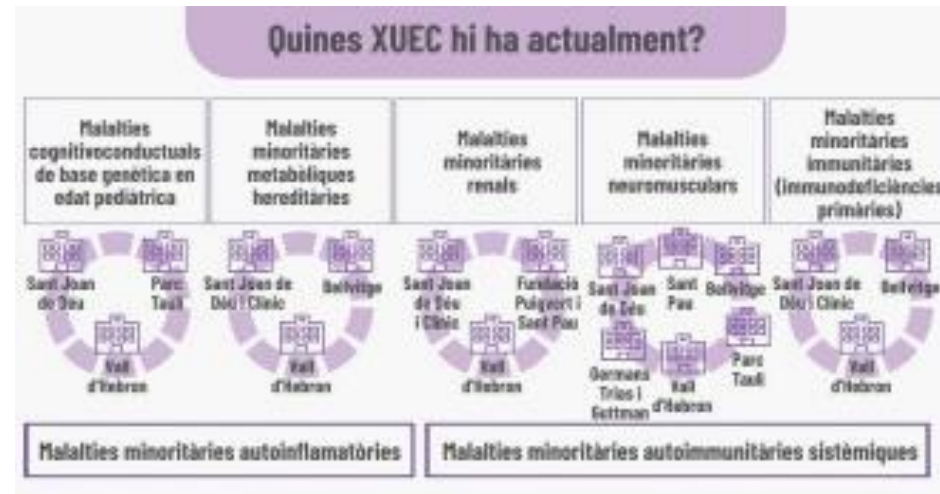 Quines XUEC hi ha actualment?
Malalties
cognitivoconductuals
de base genètica en
edat pediàtrica
Malalties
minoritàries
metabòliques
hereditàries
Malalties
minoritàries
renals
Malalties
minoritàries
neuromusculars
Malalties
minoritàries
immunitàries
(immunodeficiències
primàries)
Sant Joan
de Déu
Parc
Taulí
Vall
d'Hebron
Sant Joan de
Déu i Clínic
Bellvitge
Vall
d'Hebron
Sant Joan
de Déu
i Clínic
Fundació
Puigvert i
Sant Pau
Vall
d'Hebron
Sant Joan
de Déu
Sant
Pau
Bellvitge
Germans
Trias i
Guttman
Vall
d'Hebron
Parc
Taulí
Sant Joan de
Déu i Clínic
Bellvitge
Vall
d'Hebron
Malalties minoritàries autoinflamatòries
Malalties minoritàries autoimmunitàries sistèmiques